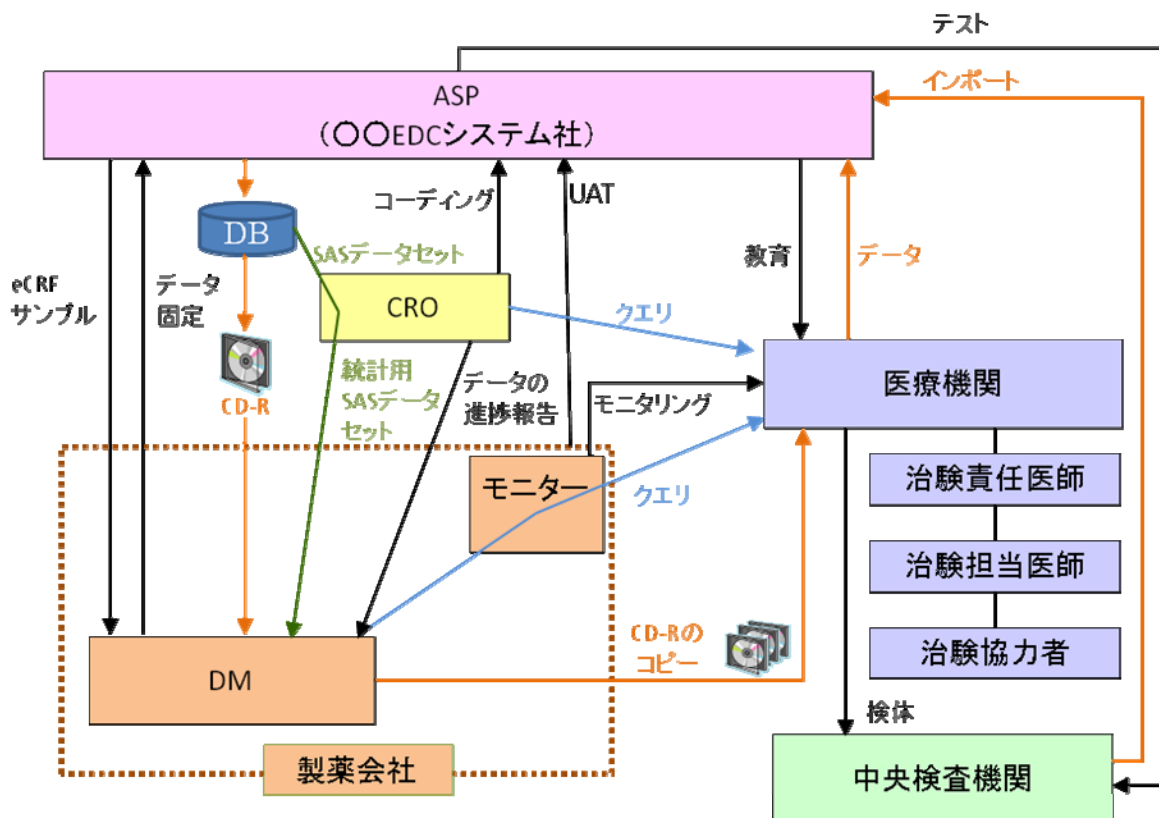 テスト
ASP
（〇〇EDCシステム社）
インポート
コーディング
UAT
DB
SASデータセット
教育
データ
eCRF
サンプル
データ
固定
CRO
クエリ
CD-R
統計用
SASデータ
セット
データの
進捗報告
モニタリング
医療機関
モニター
クエリ
治験責任医師
治験担当医師
治験協力者
DM
CD-Rの
コピー
検体
製薬会社
中央検査機関